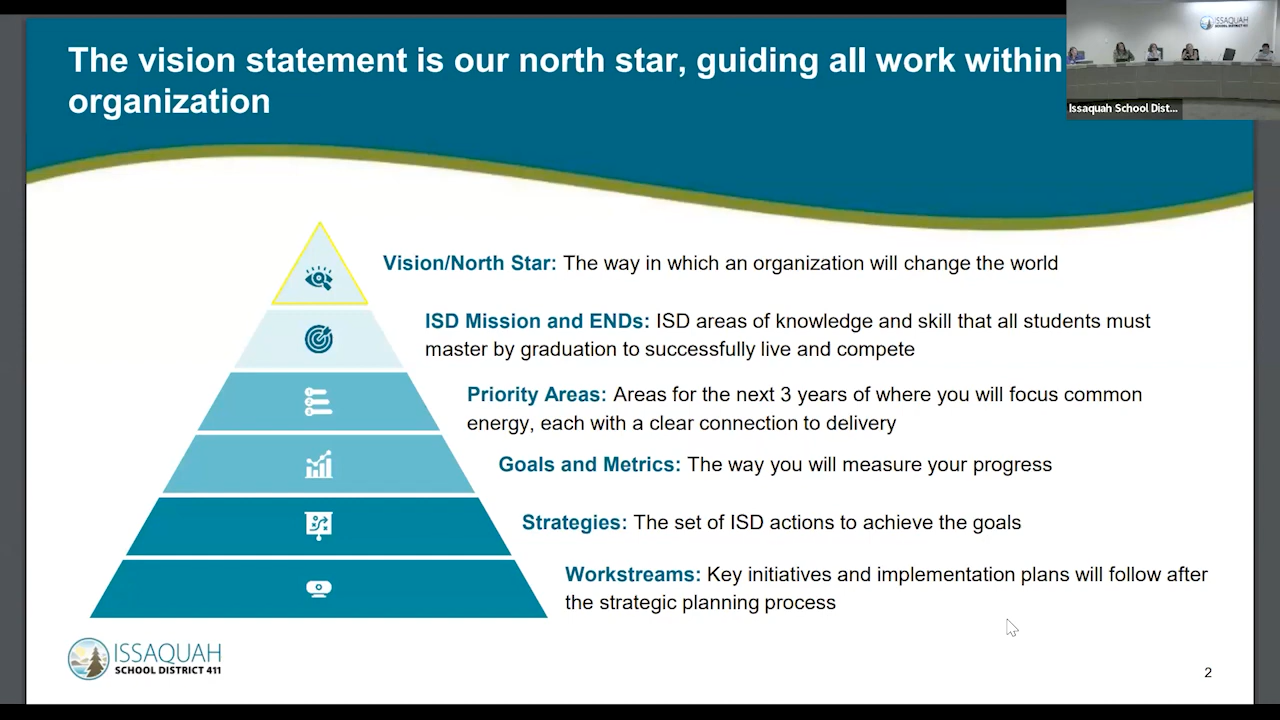 The vision statement is our north star, guiding all work within
organization
ISSAQUAH
SCHOOL DISTRICT 411
Issaquah School Dist...
Vision/North Star: The way in which an organization will change the world
ISD Mission and ENDs: ISD areas of knowledge and skill that all students must
master by graduation to successfully live and compete
Priority Areas: Areas for the next 3 years of where you will focus common
energy, each with a clear connection to delivery
Goals and Metrics: The way you will measure your progress
Strategies: The set of ISD actions to achieve the goals
Workstreams: Key initiatives and implementation plans will follow after
the strategic planning process
ISSAQUAH
SCHOOL DISTRICT 411
2